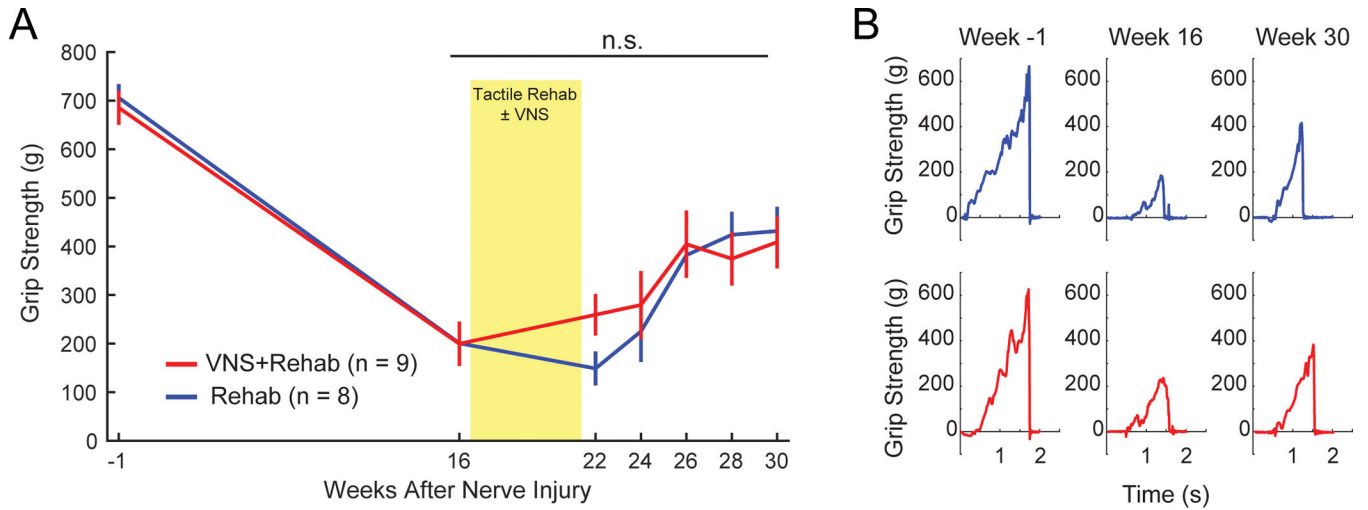 A
n.s.
800
700
600
500
400
300
200
100
0
Grip Strength (g)
Tactile Rehab
± VNS
VNS+Rehab (n = 9)
Rehab (n = 8)
-1 16 22 24 26 28 30
Weeks After Nerve Injury
B
Week -1 Week 16 Week 30
Grip Strength (g)
600 600 600
400 400 400
200 200 200
0 0 0
Grip Strength (g)
600 600 600
400 400 400
200 200 200
0 0 0
1 2 1 2 1 2
Time (s)